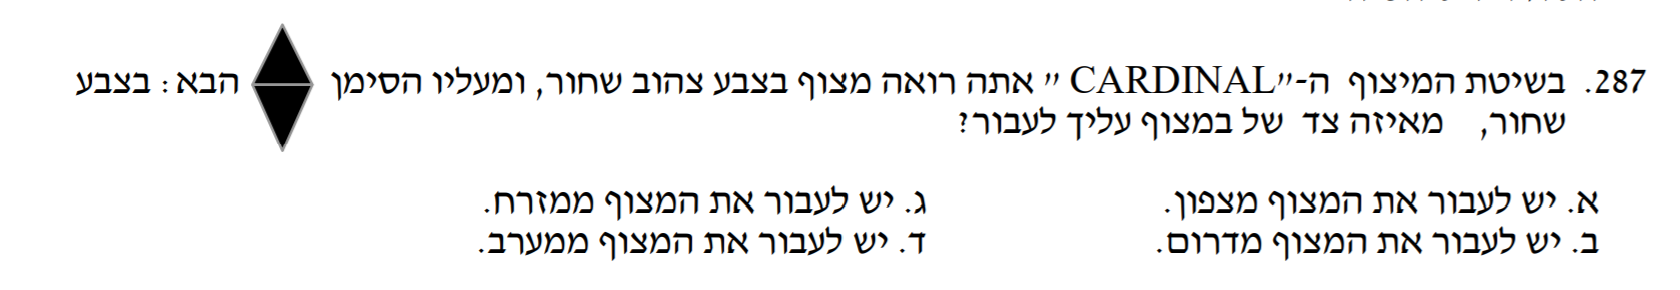 287. בשיטת המיצוף ה-"CARDINAL " אתה רואה מצוף בצבע צהוב שחור, ומעליו הסימן הבא: בצבע
שחור, מאיזה צד של במצוף עליך לעבור?
א. יש לעבור את המצוף מצפון.
ב. יש לעבור את המצוף מדרום.
ג. יש לעבור את המצוף ממזרח.
ד. יש לעבור את המצוף ממערב.